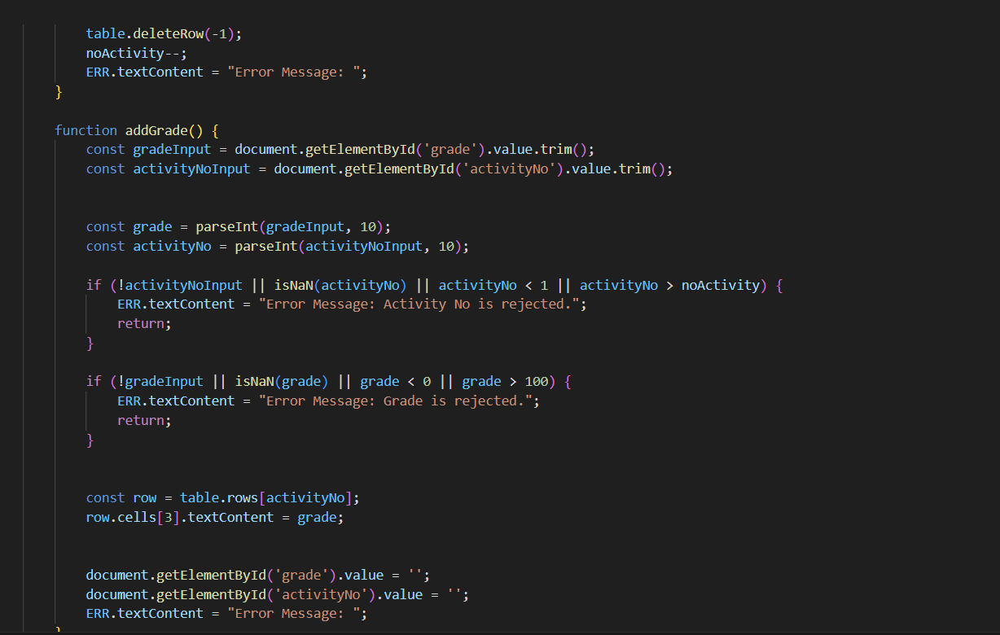 table.deleteRow(-1);
noActivity--;
ERR.textContent = "Error Message: ";
}
function addGrade() {
const gradeInput = document.getElementById('grade').value.trim();
const activityNoInput = document.getElementById('activityNo').value.trim();
const grade = parseInt(gradeInput, 10);
const activityNo = parseInt(activityNoInput, 10);
if (!activityNoInput || isNaN(activityNo) || activityNo < 1 || activityNo > noActivity) {
ERR.textContent = "Error Message: Activity No is rejected.";
return;
}
if (!gradeInput || isNaN(grade) || grade < 0 || grade > 100) {
ERR.textContent = "Error Message: Grade is rejected.";
return;
}
const row = table.rows[activityNo];
row.cells[3].textContent = grade;
document.getElementById('grade').value = '';
document.getElementById('activityNo').value = '';
ERR.textContent = "Error Message: ";
}